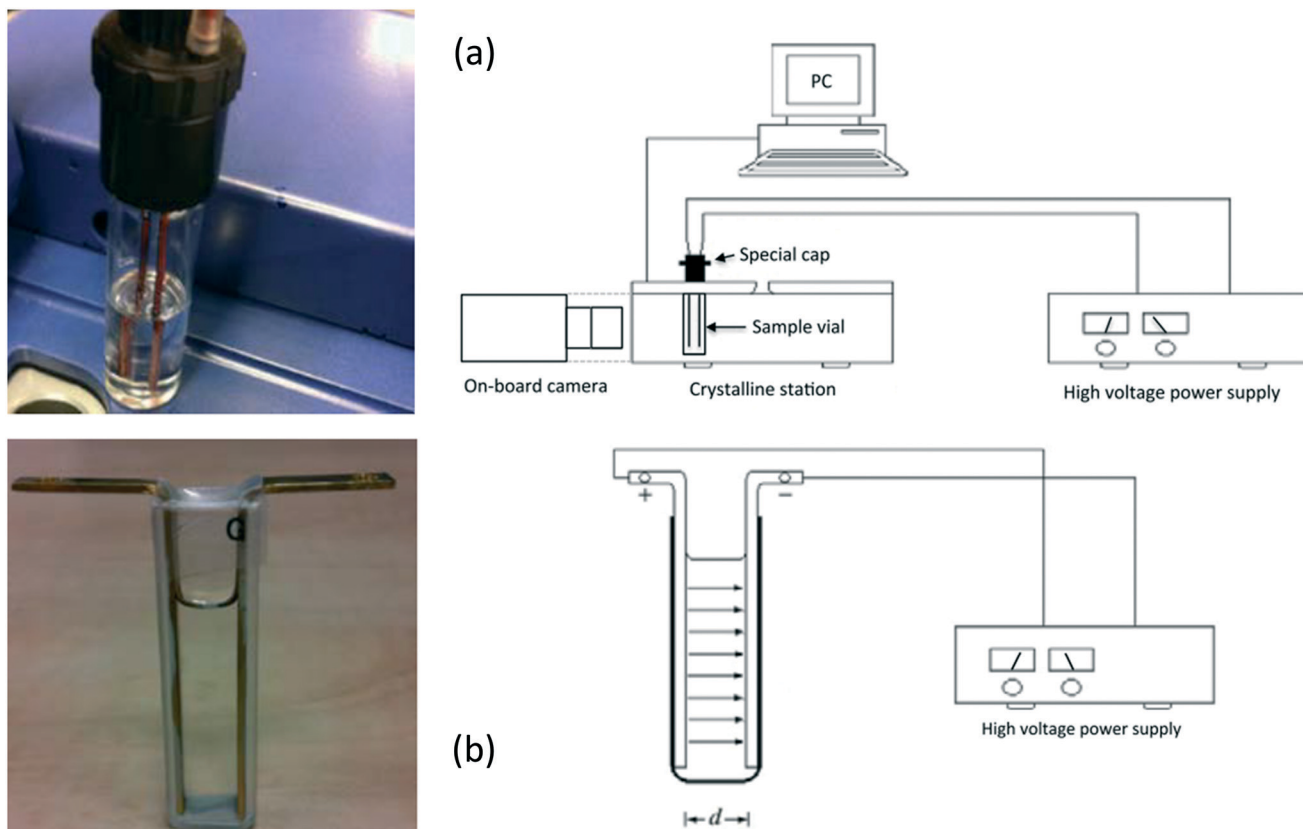 (a)
PC
Special cap
Sample vial
On-board camera
Crystalline station
High voltage power supply
G
+
−
(b)
High voltage power supply
d